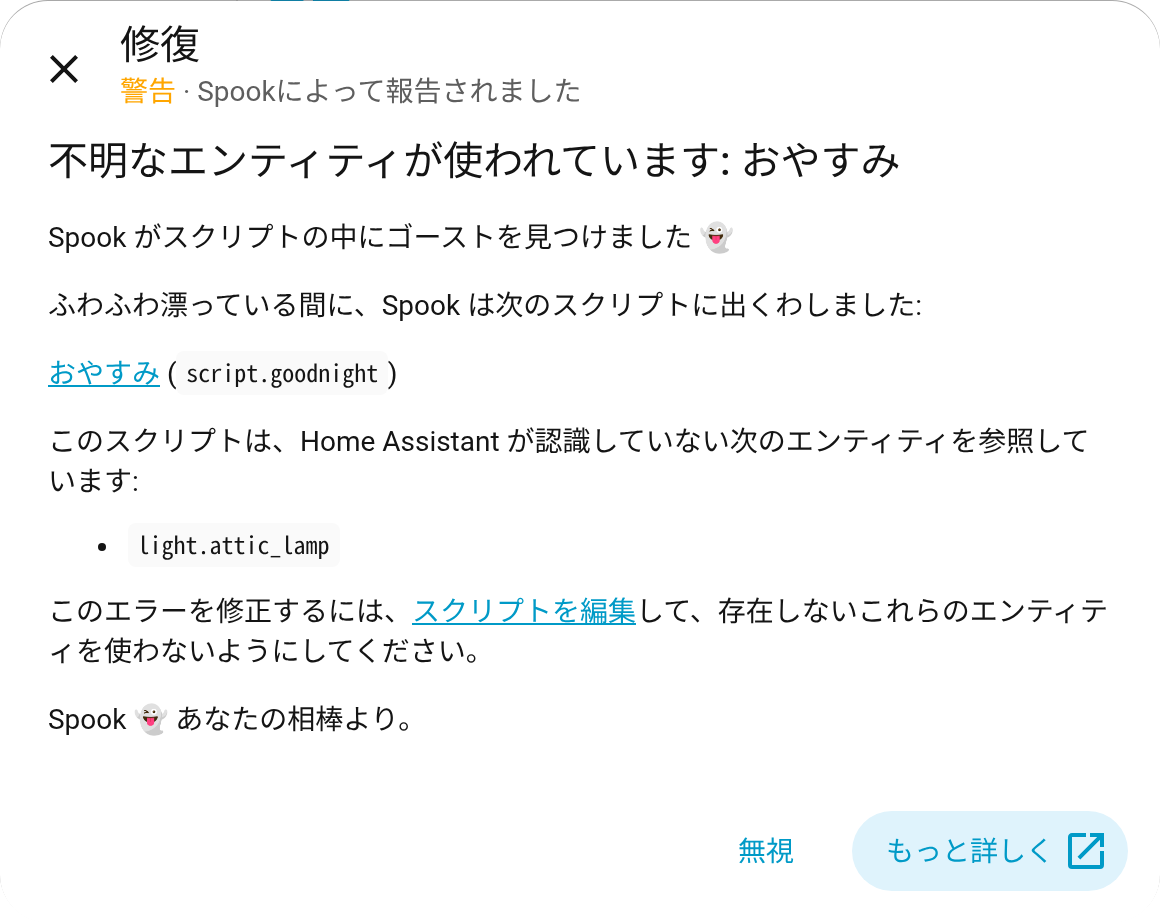 修復
警告 · Spookによって報告されました
不明なエンティティが使われています: おやすみ
Spook がスクリプトの中にゴーストを見つけました 👻
ふわふわ漂っている間に、Spook は次のスクリプトに出くわしました:
おやすみ ( script.goodnight )
このスクリプトは、Home Assistant が認識していない次のエンティティを参照して
います:
• light.attic_lamp
このエラーを修正するには、スクリプトを編集して、存在しないこれらのエンティテ
ィを使わないようにしてください。
Spook 👻 あなたの相棒より。
無視
もっと詳しく